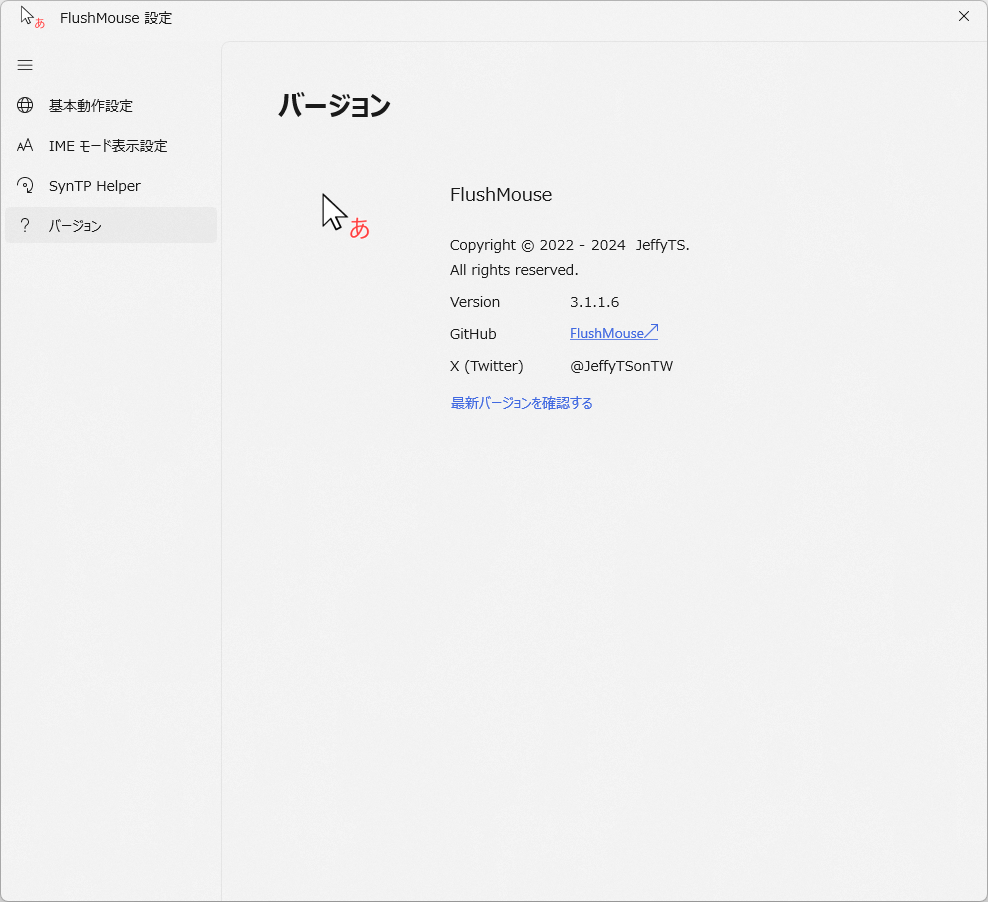 あ FlushMouse 設定
基本動作設定
IME モード表示設定
SynTP Helper
? バージョン
バージョン
あ
FlushMouse
Copyright © 2022 - 2024 JeffyTS.
All rights reserved.
Version 3.1.1.6
GitHub FlushMouse
X (Twitter) @JeffyTSonTW
最新バージョンを確認する